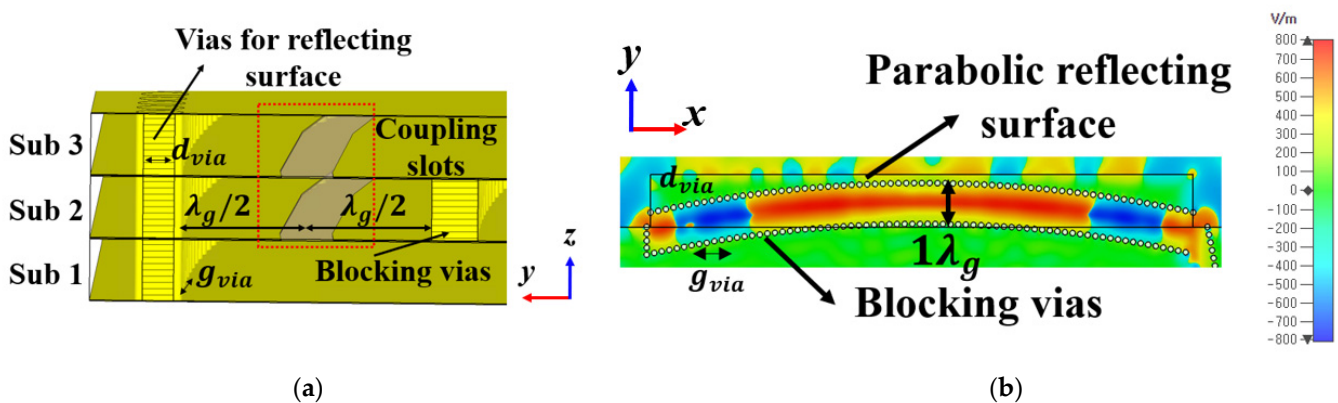 Vias for reflecting
surface
Sub 3
Sub 2
Sub 1
d_via
Coupling
slots
λ_g/2
λ_g/2
g_via
Blocking vias
z
y
(a)
y
x
Parabolic reflecting
surface
d_via
1λ_g
g_via
Blocking vias
V/m
800
700
600
500
400
300
200
100
0
-100
-200
-300
-400
-500
-600
-700
-800
(b)